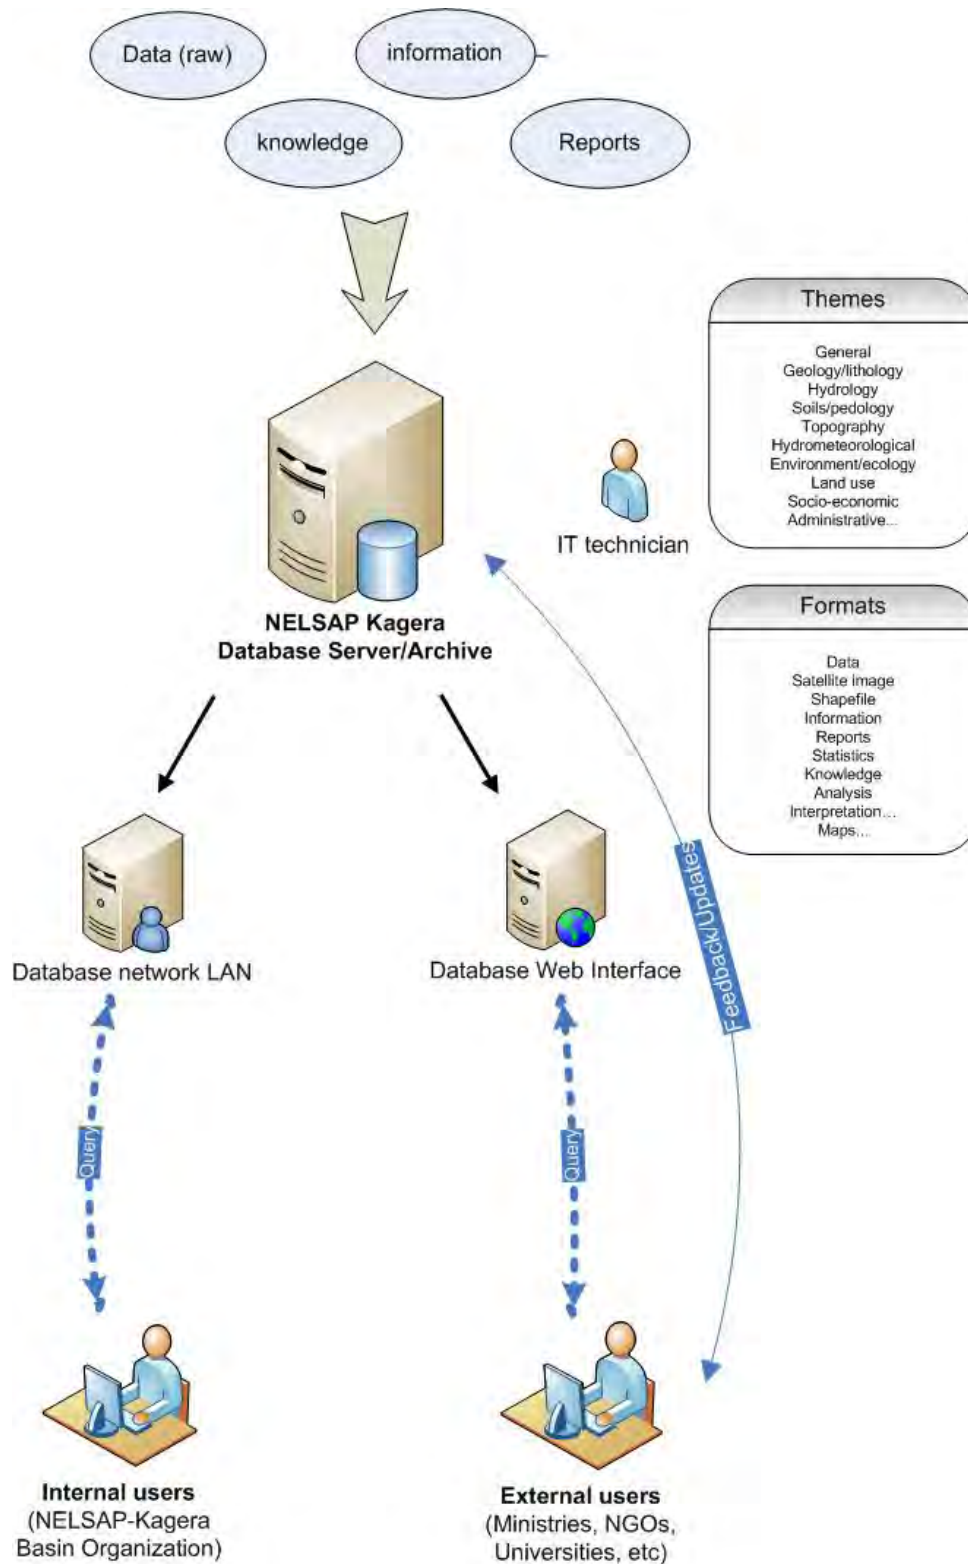 Data (raw)
information
knowledge
Reports
Themes
General
Geology/lithology
Hydrology
Soils/pedology
Topography
Hydrometeorological
Environment/ecology
Land use
Socio-economic
Administrative...
IT technician
NELSAP Kagera
Database Server/Archive
Formats
Data
Satellite image
Shapefile
Information
Reports
Statistics
Knowledge
Analysis
Interpretation...
Maps...
Feedback/Updates
Database network LAN
Database Web Interface
Query
Query
Internal users
(NELSAP-Kagera
Basin Organization)
External users
(Ministries, NGOs,
Universities, etc)